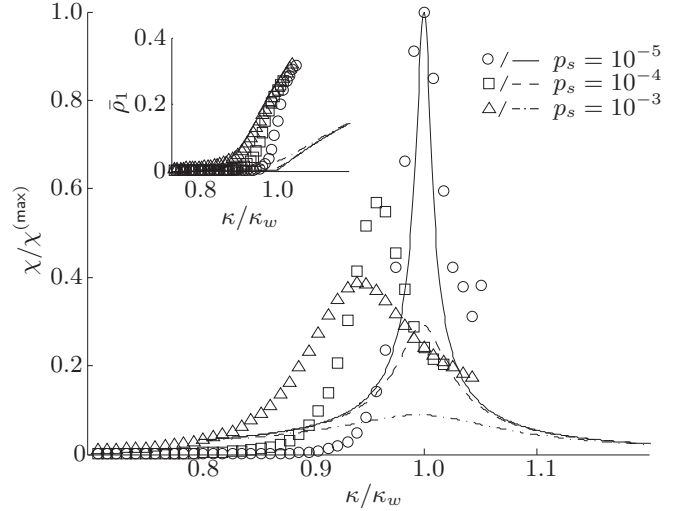 1.0
0.8
0.6
0.4
0.2
0
0.8
0.9
1.0
1.1
κ/κ_w
χ/χ^(max)
0.4
0.2
0
0.8
1.0
κ/κ_w
ρ̄₁
○/— p_s = 10⁻⁵
□/-- p_s = 10⁻⁴
△/-·- p_s = 10⁻³